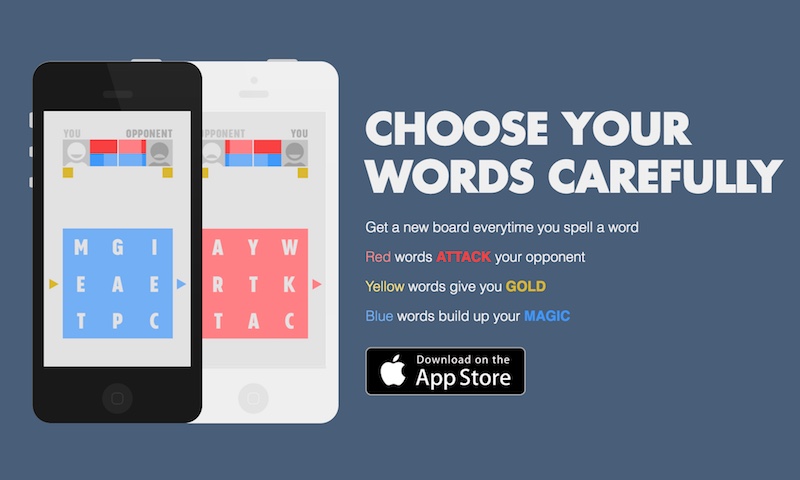 YOU OPPONENT
OPPONENT YOU
M G I
E A E
T P C
A Y W
R T K
T A C
CHOOSE YOUR
WORDS CAREFULLY
Get a new board everytime you spell a word
Red words ATTACK your opponent
Yellow words give you GOLD
Blue words build up your MAGIC
Download on the
App Store